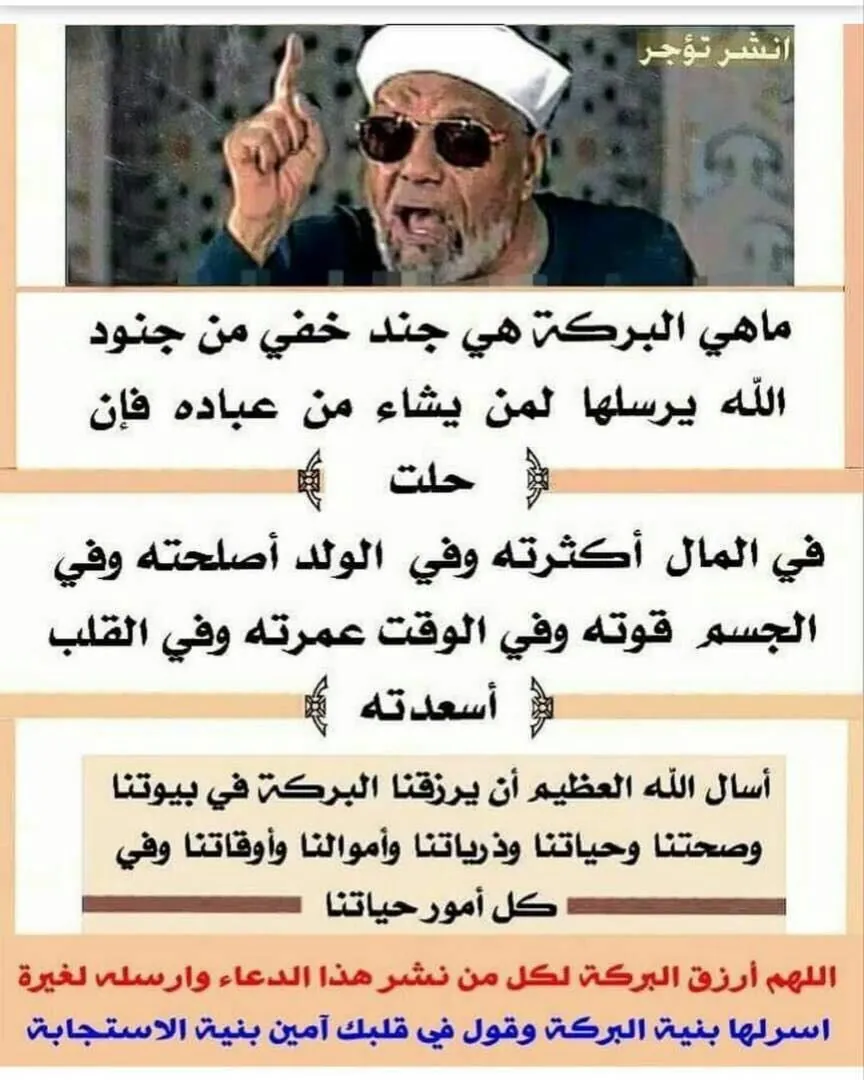 انشر تؤجر
ماهي البركة هي جند خفي من جنود
الله يرسلها لمن يشاء من عباده فإن
﴿ حلت ﴾
في المال أكثرته وفي الولد أصلحته وفي
الجسم قوته وفي الوقت عمرته وفي القلب
﴿ أسعدته ﴾
أسال الله العظيم أن يرزقنا البركة في بيوتنا
وصحتنا وحياتنا وذرياتنا وأموالنا وأوقاتنا وفي
كل أمور حياتنا
اللهم أرزق البركة لكل من نشر هذا الدعاء وارسله لغيرة
اسرلها بنية البركة وقول في قلبك آمين بنية الاستجابة